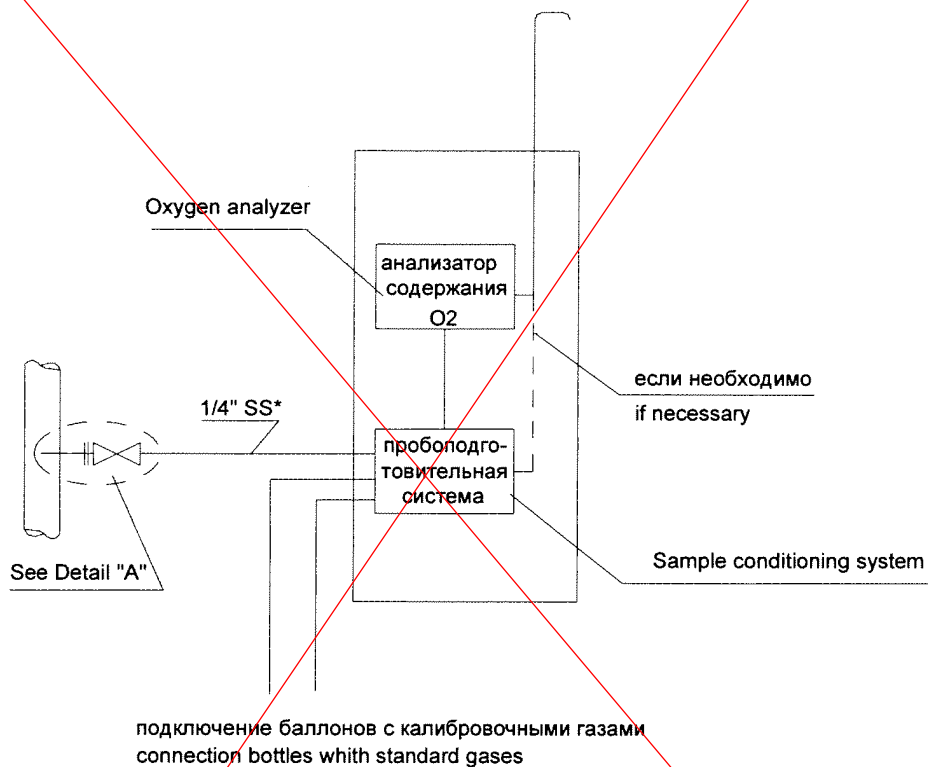 Oxygen analyzer
анализатор
содержания
O2
если необходимо
if necessary
1/4" SS*
пробоподго-
товительная
система
See Detail "A"
Sample conditioning system
подключение баллонов с калибровочными газами
connection bottles whith standard gases